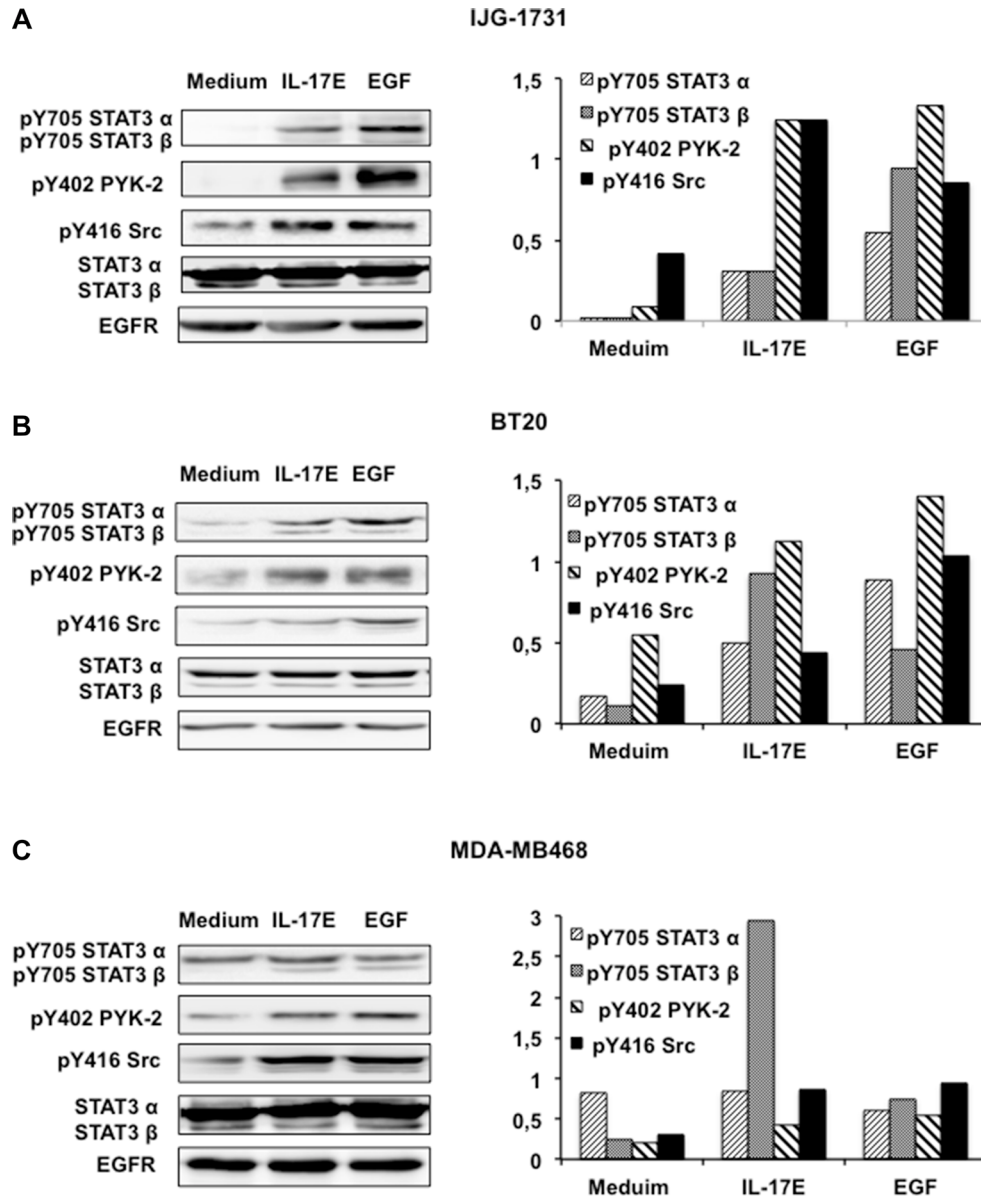 A
IJG-1731
Medium IL-17E EGF
pY705 STAT3 α
pY705 STAT3 β
pY402 PYK-2
pY416 Src
STAT3 α
STAT3 β
EGFR
1,5
1
0,5
0
pY705 STAT3 α
pY705 STAT3 β
pY402 PYK-2
pY416 Src
Meduim IL-17E EGF
B
BT20
Medium IL-17E EGF
pY705 STAT3 α
pY705 STAT3 β
pY402 PYK-2
pY416 Src
STAT3 α
STAT3 β
EGFR
1,5
1
0,5
0
pY705 STAT3 α
pY705 STAT3 β
pY402 PYK-2
pY416 Src
Meduim IL-17E EGF
C
MDA-MB468
Medium IL-17E EGF
pY705 STAT3 α
pY705 STAT3 β
pY402 PYK-2
pY416 Src
STAT3 α
STAT3 β
EGFR
3
2,5
2
1,5
1
0,5
0
pY705 STAT3 α
pY705 STAT3 β
pY402 PYK-2
pY416 Src
Meduim IL-17E EGF